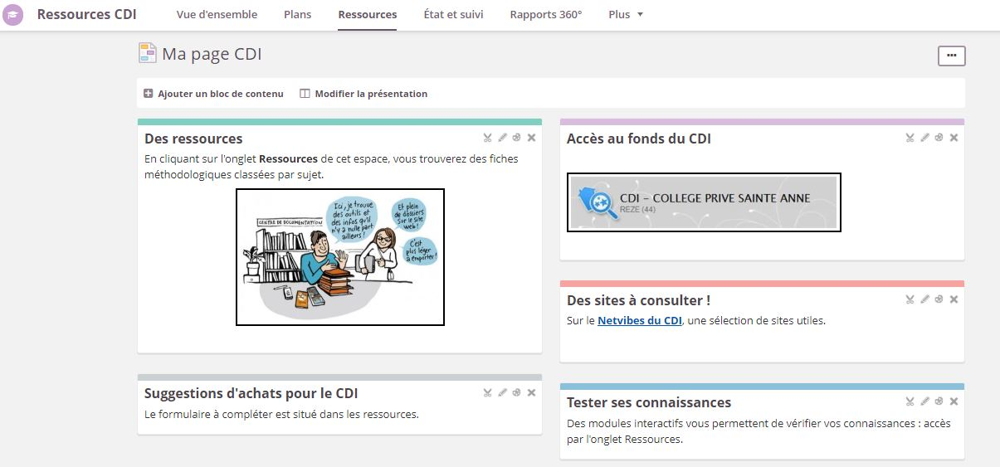 Ressources CDI
Vue d'ensemble
Plans
Ressources
État et suivi
Rapports 360°
Plus
Ma page CDI
Ajouter un bloc de contenu
Modifier la présentation
Des ressources
En cliquant sur l'onglet Ressources de cet espace, vous trouverez des fiches
méthodologiques classées par sujet.
CENTRE DE DOCUMENTATION
Ici, je trouve
des outils et
des infos qu'il
n'y a nulle part
ailleurs !
Et plein
de dossiers
sur le site
web !
C'est
plus léger
à emporter !
Suggestions d'achats pour le CDI
Le formulaire à compléter est situé dans les ressources.
Accès au fonds du CDI
CDI – COLLEGE PRIVE SAINTE ANNE
REZE (44)
Des sites à consulter !
Sur le Netvibes du CDI, une sélection de sites utiles.
Tester ses connaissances
Des modules interactifs vous permettent de vérifier vos connaissances : accès
par l'onglet Ressources.